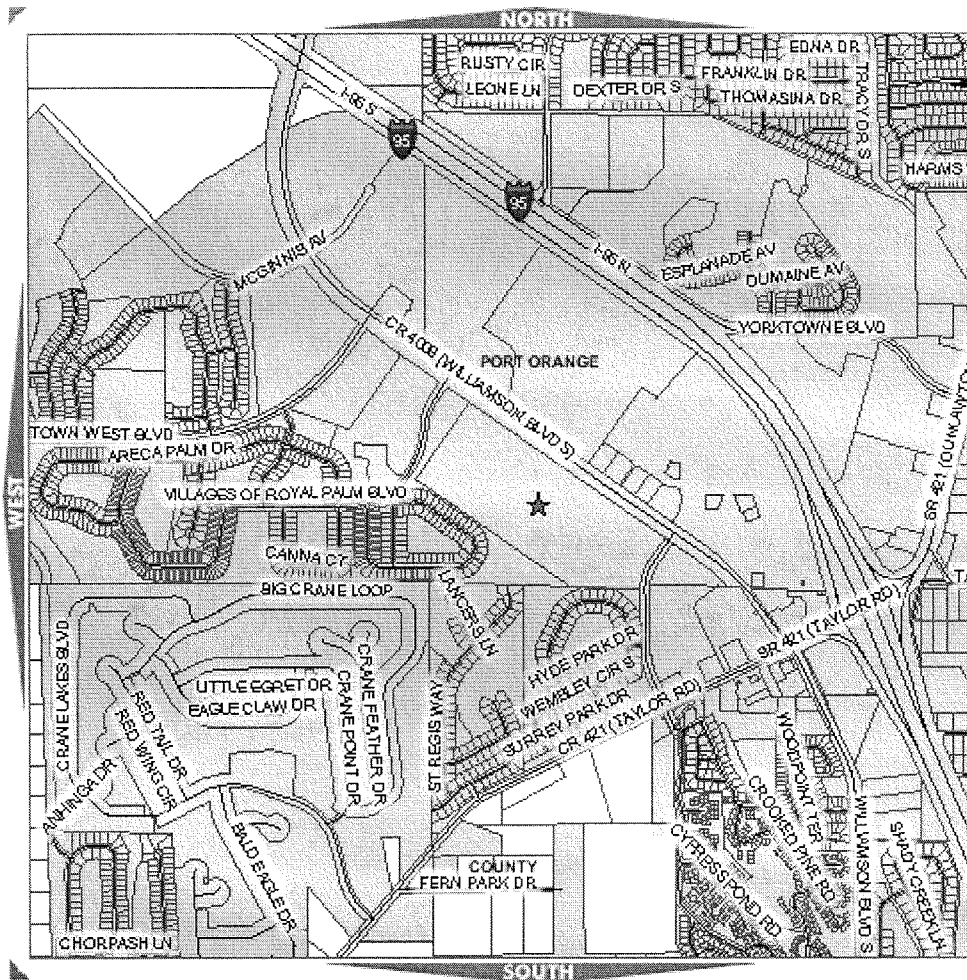 NORTH
EDNA DR
RUSTY CIR
FRANKLIN DR
LEONE LN
DEXTER DR S
THOMASINA DR
TRACY DR S
I-95 S
95
HARMS
95
I-95 N
ESPLANADE AV
MCGINNIS AV
DUMAINE AV
YORKTOWNE BLVD
CR 4009 (WILLIAMSON BLVD S)
PORT ORANGE
SR 421 (DUNLAWTO
TOWN WEST BLVD
ARECA PALM DR
WEST
VILLAGES OF ROYAL PALM BLVD
CANNA CT
BIG CRANE LOOP
LANGERS LN
SR 421 (TAYLOR RD)
TA
CRANE LAKES BLVD
HYDE PARK DR
LITTLE EGRET DR
EAGLE CLAW DR
CRANE FEATHER DR
CRANE POINT DR
WEMBLEY CIR S
SURREY PARK DR
CR 421 (TAYLOR RD)
RED TAIL DR
RED WING CIR
ST REGIS WAY
WOODPOINT TER
CROOKED PINE RD
ANHINGA DR
BALD EAGLE DR
CYPRESS POND RD
WILLIAMSON BLVD S
SHADY CREEK LN
COUNTY
FERN PARK DR
CHORPASH LN
SOUTH